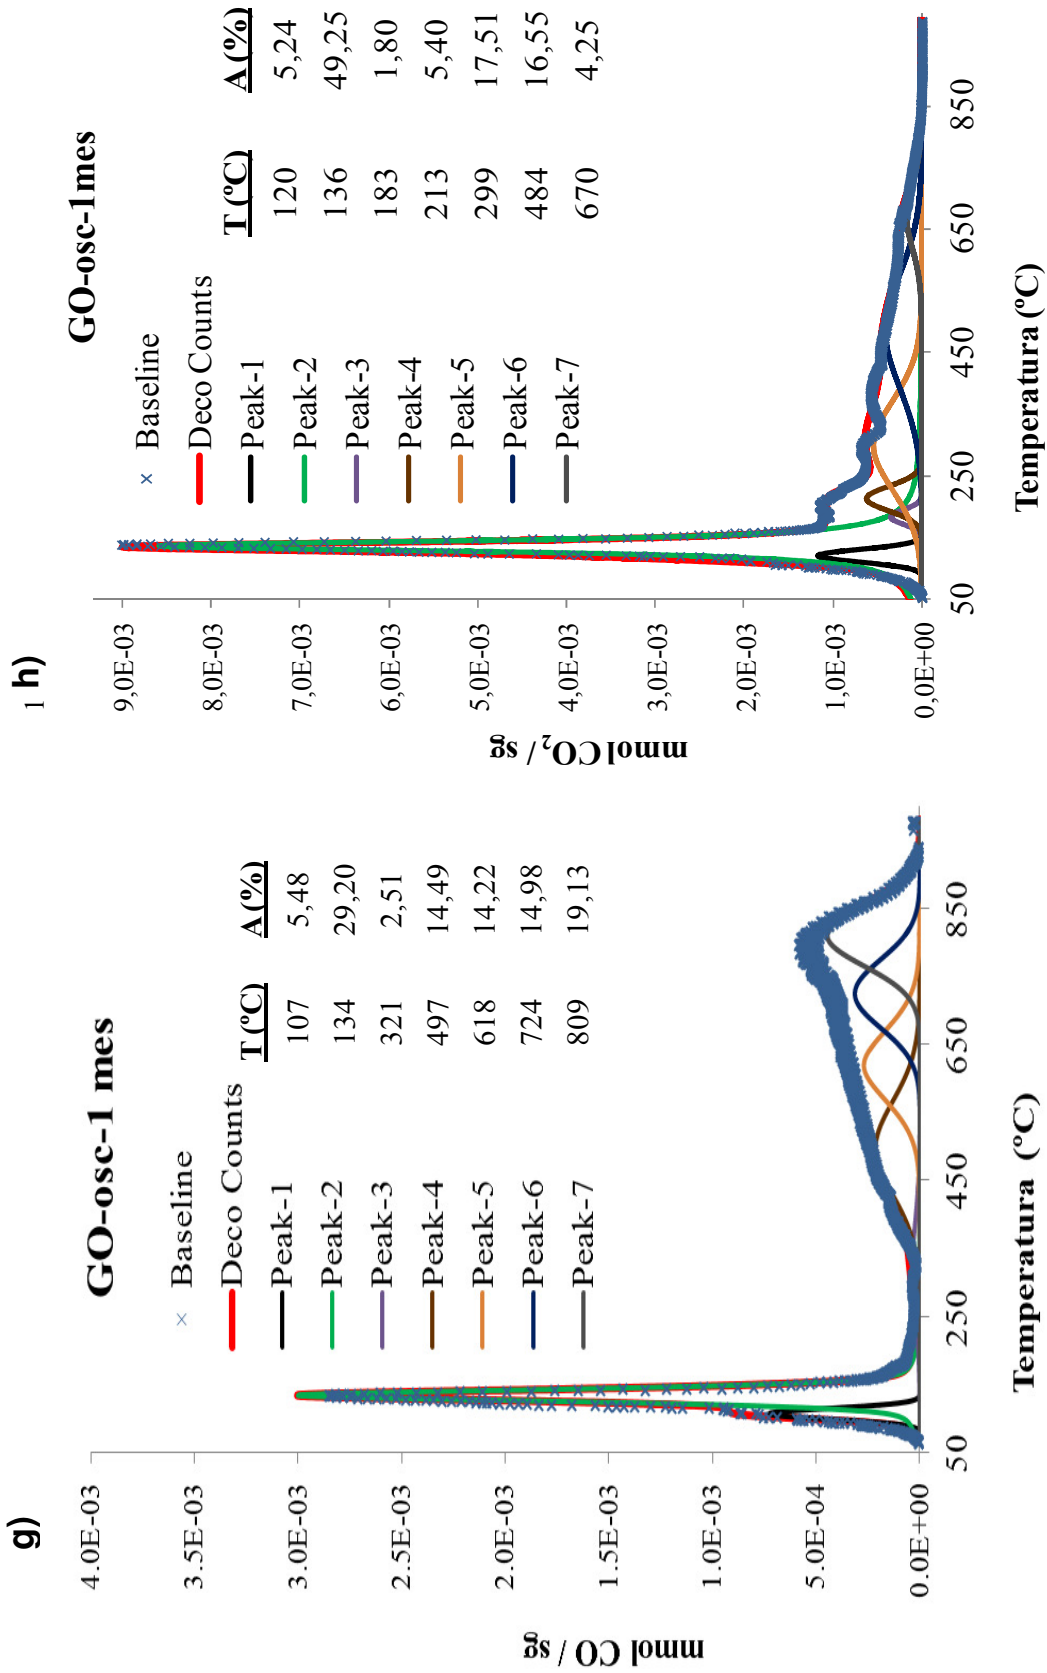 g)
GO-osc-1 mes
4.0E-03
3.5E-03
3.0E-03
2.5E-03
2.0E-03
1.5E-03
1.0E-03
5.0E-04
0.0E+00
mmol CO / sg
× Baseline
Deco Counts
Peak-1
Peak-2
Peak-3
Peak-4
Peak-5
Peak-6
Peak-7
T (ºC) A (%)
107 5,48
134 29,20
321 2,51
497 14,49
618 14,22
724 14,98
809 19,13
50 250 450 650 850
Temperatura (ºC)
1 h)
GO-osc-1mes
9,0E-03
8,0E-03
7,0E-03
6,0E-03
5,0E-03
4,0E-03
3,0E-03
2,0E-03
1,0E-03
0,0E+00
mmol CO₂ / sg
× Baseline
Deco Counts
Peak-1
Peak-2
Peak-3
Peak-4
Peak-5
Peak-6
Peak-7
T (ºC) A (%)
120 5,24
136 49,25
183 1,80
213 5,40
299 17,51
484 16,55
670 4,25
50 250 450 650 850
Temperatura (ºC)